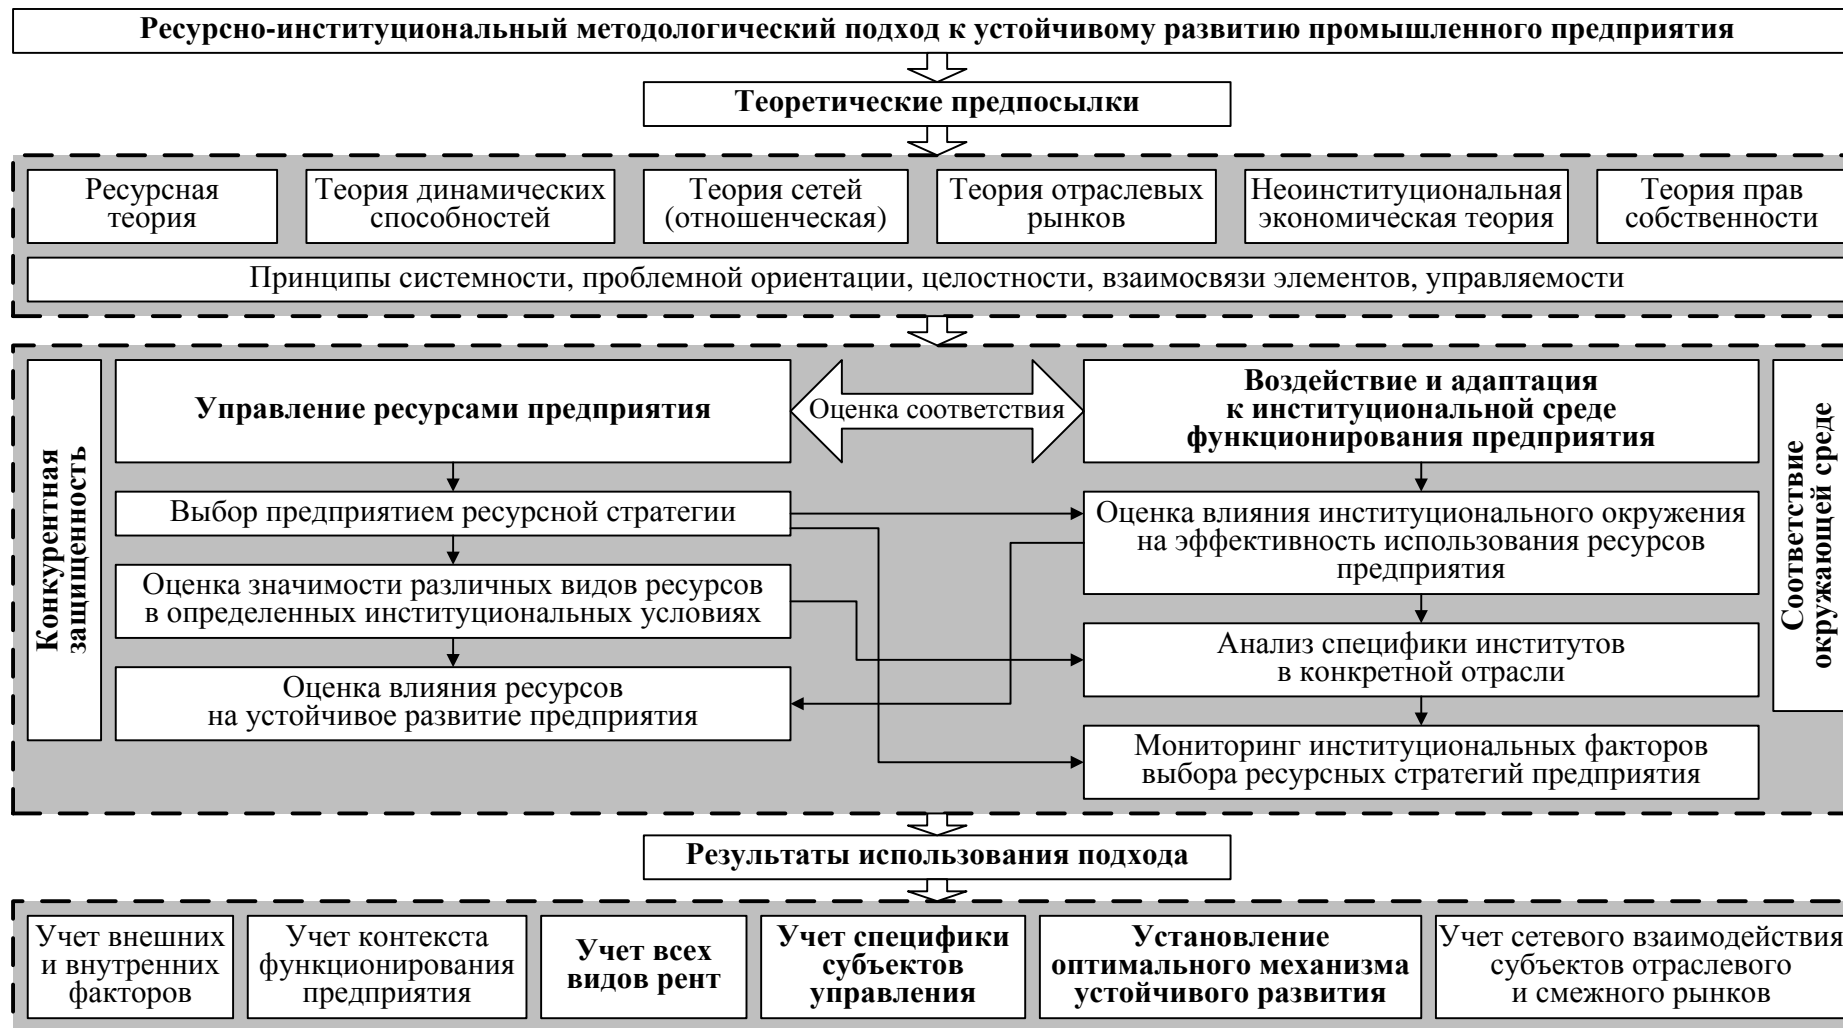 Ресурсно-институциональный методологический подход к устойчивому развитию промышленного предприятия
Теоретические предпосылки
Ресурсная
теория
Теория динамических
способностей
Теория сетей
(отношенческая)
Теория отраслевых
рынков
Неоинституциональная
экономическая теория
Теория прав
собственности
Принципы системности, проблемной ориентации, целостности, взаимосвязи элементов, управляемости
Конкурентная
защищенность
Управление ресурсами предприятия
Оценка соответствия
Воздействие и адаптация
к институциональной среде
функционирования предприятия
Соответствие
окружающей среде
Выбор предприятием ресурсной стратегии
Оценка влияния институционального окружения
на эффективность использования ресурсов
предприятия
Оценка значимости различных видов ресурсов
в определенных институциональных условиях
Анализ специфики институтов
в конкретной отрасли
Оценка влияния ресурсов
на устойчивое развитие предприятия
Мониторинг институциональных факторов
выбора ресурсных стратегий предприятия
Результаты использования подхода
Учет внешних
и внутренних
факторов
Учет контекста
функционирования
предприятия
Учет всех
видов рент
Учет специфики
субъектов
управления
Установление
оптимального механизма
устойчивого развития
Учет сетевого взаимодействия
субъектов отраслевого
и смежного рынков